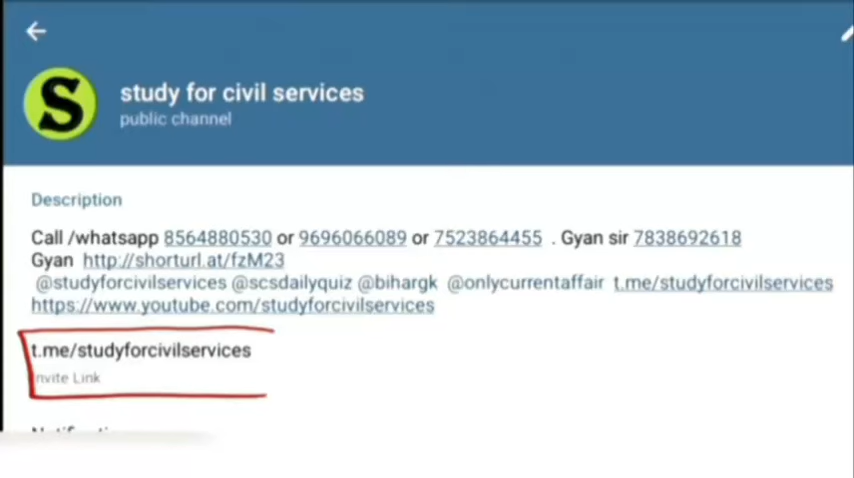 S
study for civil services
public channel
Description
Call /whatsapp 8564880530 or 9696066089 or 7523864455 . Gyan sir 7838692618
Gyan http://shorturl.at/fzM23
@studyforcivilservices @scsdailyquiz @bihargk @onlycurrentaffair t.me/studyforcivilservices
https://www.youtube.com/studyforcivilservices
t.me/studyforcivilservices
Invite Link